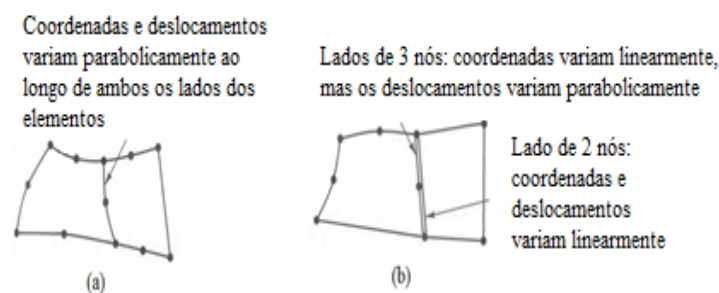 Coordenadas e deslocamentos
variam parabolicamente ao
longo de ambos os lados dos
elementos
Lados de 3 nós: coordenadas variam linearmente,
mas os deslocamentos variam parabolicamente
Lado de 2 nós:
coordenadas e
deslocamentos
variam linearmente
(a)
(b)